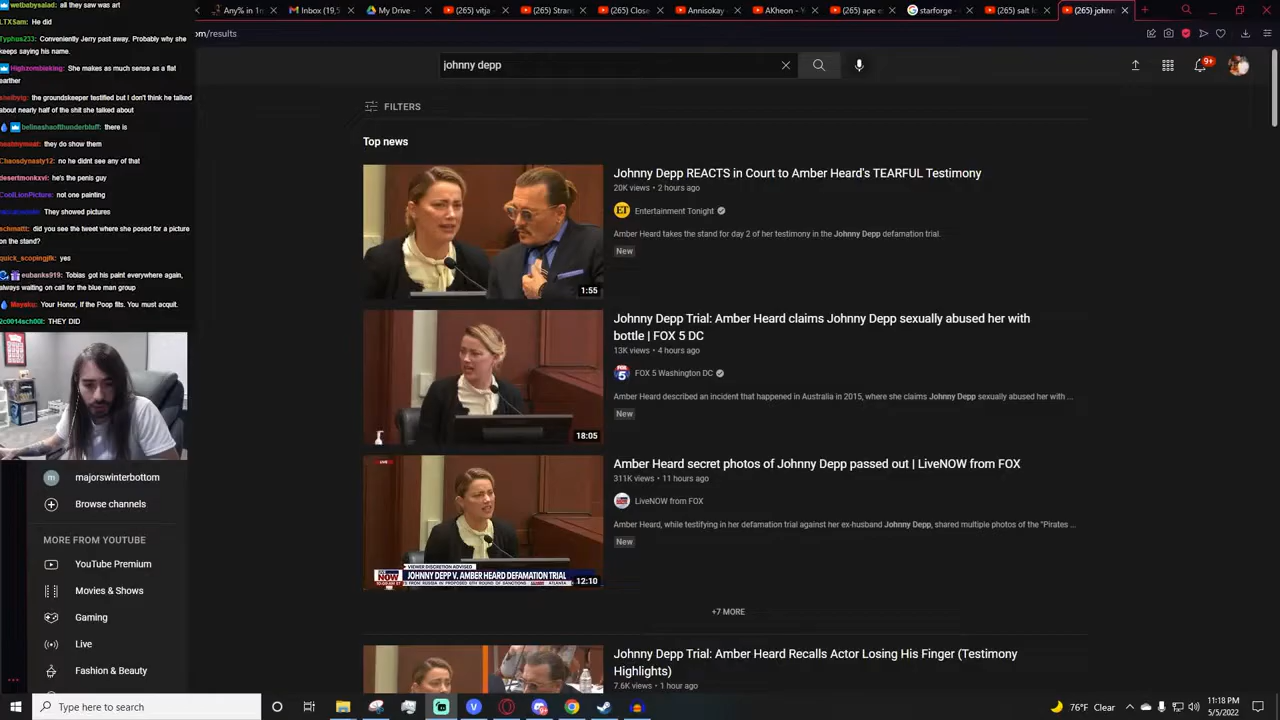 wetbabysalad: all they saw was art
LTXSam: He did
Typhus233: Conveniently Jerry past away. Probably why she
keeps saying his name.
Highzombieking: She makes as much sense as a flat
earther
shelbyig: the groundskeeper testified but I don't think he talked
about nearly half of the shit she talked about
belinashaofthunderbluff: there is
they do show them
Chaosdynasty12: no he didnt see any of that
desertmonkxvi: he's the penis guy
CoolLionPicture: not one painting
They showed pictures
schmattt: did you see the tweet where she posed for a picture
on the stand?
quick_scopingjfk: yes
eubanks919: Tobias got his paint everywhere again,
always waiting on call for the blue man group
Mayeku: Your Honor, if the Poop fits. You must acquit.
THEY DID
Any% in 1
Inbox (19,5
My Drive -
(265) vitja
(265) Strang
(265) Close
Annisokay
AKheon - Y
(265) ape e
starforge -
(265) salt lo
(265) johnn
om/results
johnny depp
9+
FILTERS
Top news
Johnny Depp REACTS in Court to Amber Heard's TEARFUL Testimony
20K views • 2 hours ago
ET
Entertainment Tonight
Amber Heard takes the stand for day 2 of her testimony in the Johnny Depp defamation trial.
New
1:55
Johnny Depp Trial: Amber Heard claims Johnny Depp sexually abused her with
bottle | FOX 5 DC
13K views • 4 hours ago
FOX 5 Washington DC
Amber Heard described an incident that happened in Australia in 2015, where she claims Johnny Depp sexually abused her with ...
New
18:05
Amber Heard secret photos of Johnny Depp passed out | LiveNOW from FOX
311K views • 11 hours ago
LiveNOW from FOX
Amber Heard, while testifying in her defamation trial against her ex-husband Johnny Depp, shared multiple photos of the "Pirates ...
New
VIEWER DISCRETION ADVISED
NOW
JOHNNY DEPP V. AMBER HEARD DEFAMATION TRIAL
12:10
+7 MORE
Johnny Depp Trial: Amber Heard Recalls Actor Losing His Finger (Testimony
Highlights)
7.6K views • 1 hour ago
m
majorswinterbottom
Browse channels
MORE FROM YOUTUBE
YouTube Premium
Movies & Shows
Gaming
Live
Fashion & Beauty
Type here to search
76°F Clear
11:18 PM
5/5/2022